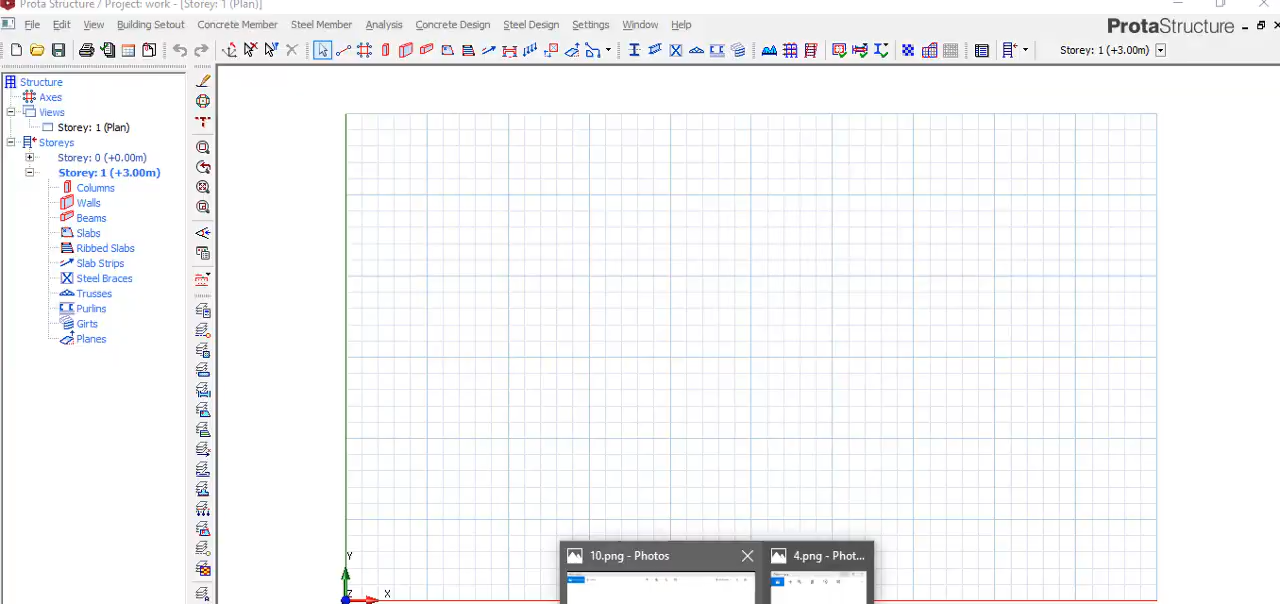 Prota Structure / Project: work - [Storey: 1 (Plan)]
File Edit View Building Setout Concrete Member Steel Member Analysis Concrete Design Steel Design Settings Window Help
ProtaStructure
Storey: 1 (+3.00m)
Structure
Axes
Views
Storey: 1 (Plan)
Storeys
Storey: 0 (+0.00m)
Storey: 1 (+3.00m)
Columns
Walls
Beams
Slabs
Ribbed Slabs
Slab Strips
Steel Braces
Trusses
Purlins
Girts
Planes
Y
Z
X
10.png - Photos
4.png - Phot...